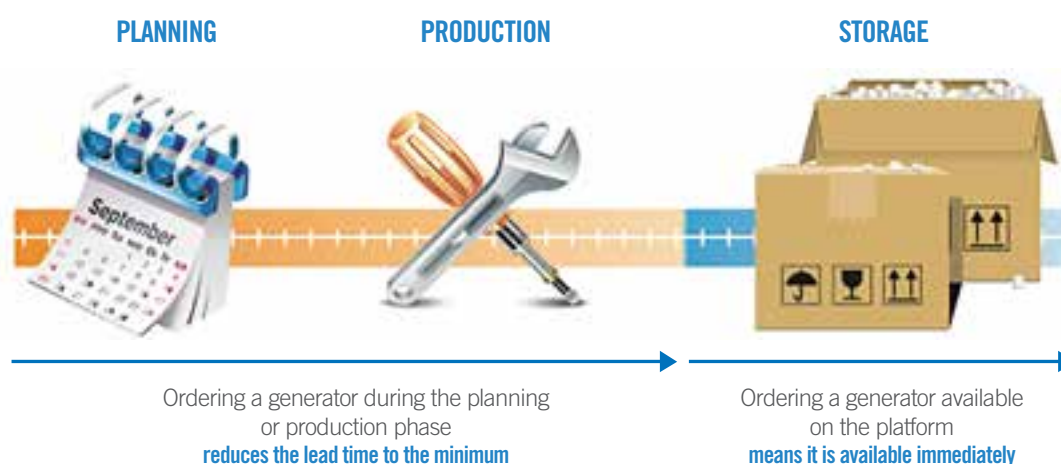 PLANNING
PRODUCTION
STORAGE
September
Ordering a generator during the planning
or production phase
reduces the lead time to the minimum
Ordering a generator available
on the platform
means it is available immediately